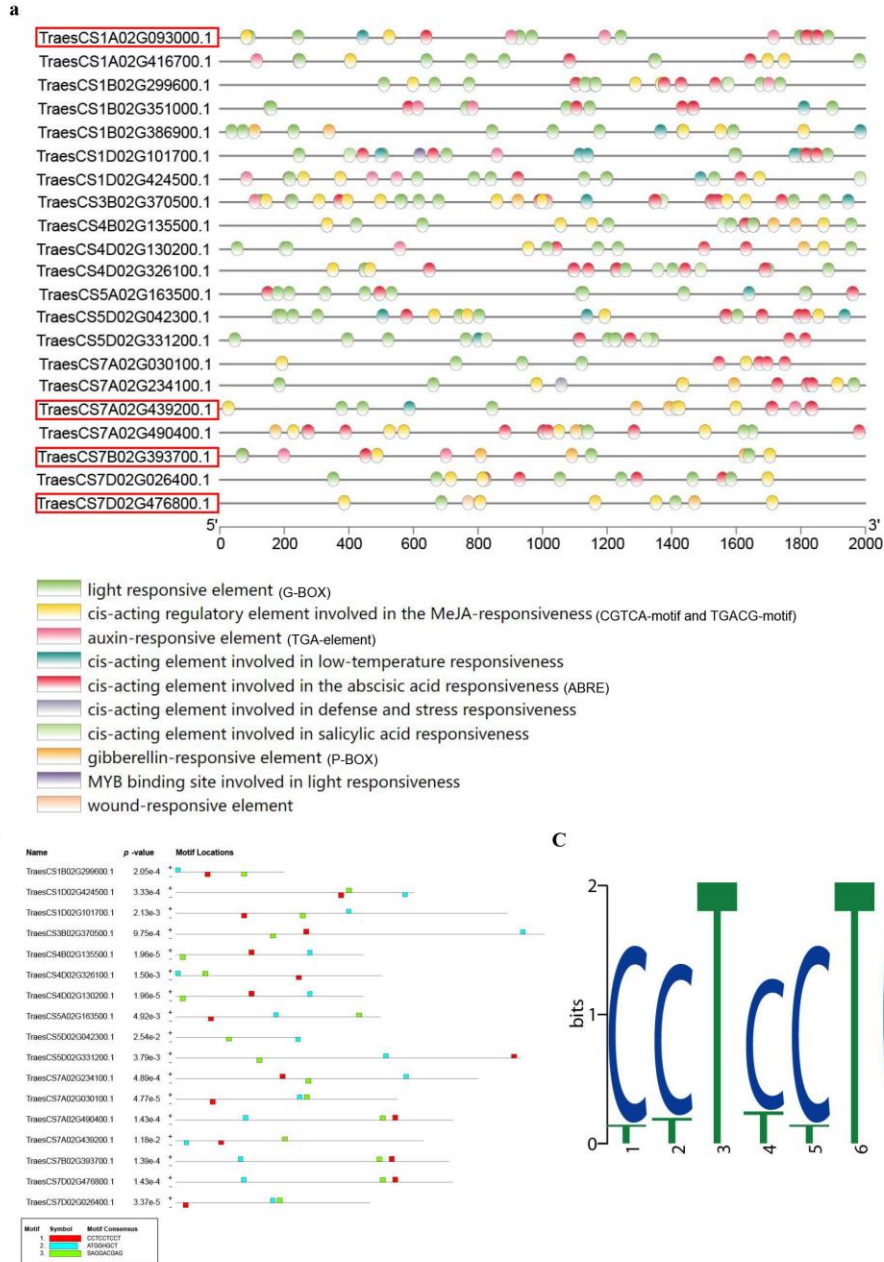 a
TraesCS1A02G093000.1
TraesCS1A02G416700.1
TraesCS1B02G299600.1
TraesCS1B02G351000.1
TraesCS1B02G386900.1
TraesCS1D02G101700.1
TraesCS1D02G424500.1
TraesCS3B02G370500.1
TraesCS4B02G135500.1
TraesCS4D02G130200.1
TraesCS4D02G326100.1
TraesCS5A02G163500.1
TraesCS5D02G042300.1
TraesCS5D02G331200.1
TraesCS7A02G030100.1
TraesCS7A02G234100.1
TraesCS7A02G439200.1
TraesCS7A02G490400.1
TraesCS7B02G393700.1
TraesCS7D02G026400.1
TraesCS7D02G476800.1
5' 3'
0 200 400 600 800 1000 1200 1400 1600 1800 2000
light responsive element (G-BOX)
cis-acting regulatory element involved in the MeJA-responsiveness (CGTCA-motif and TGACG-motif)
auxin-responsive element (TGA-element)
cis-acting element involved in low-temperature responsiveness
cis-acting element involved in the abscisic acid responsiveness (ABRE)
cis-acting element involved in defense and stress responsiveness
cis-acting element involved in salicylic acid responsiveness
gibberellin-responsive element (P-BOX)
MYB binding site involved in light responsiveness
wound-responsive element
Name p -value Motif Locations
TraesCS1B02G299600.1 2.05e-4 + -
TraesCS1D02G424500.1 3.33e-4 + -
TraesCS1D02G101700.1 2.13e-3 + -
TraesCS3B02G370500.1 9.75e-4 + -
TraesCS4B02G135500.1 1.96e-5 + -
TraesCS4D02G326100.1 1.50e-3 + -
TraesCS4D02G130200.1 1.96e-5 + -
TraesCS5A02G163500.1 4.92e-3 + -
TraesCS5D02G042300.1 2.54e-2 + -
TraesCS5D02G331200.1 3.79e-3 + -
TraesCS7A02G234100.1 4.89e-4 + -
TraesCS7A02G030100.1 4.77e-5 + -
TraesCS7A02G490400.1 1.43e-4 + -
TraesCS7A02G439200.1 1.18e-2 + -
TraesCS7B02G393700.1 1.39e-4 + -
TraesCS7D02G476800.1 1.43e-4 + -
TraesCS7D02G026400.1 3.37e-5 + -
Motif Symbol Motif Consensus
1. CCTCCTCCT
2. ATGGHGCT
3. SAGGACGAG
C
bits
2
1
0
C C T C C T
T T T T
1 2 3 4 5 6